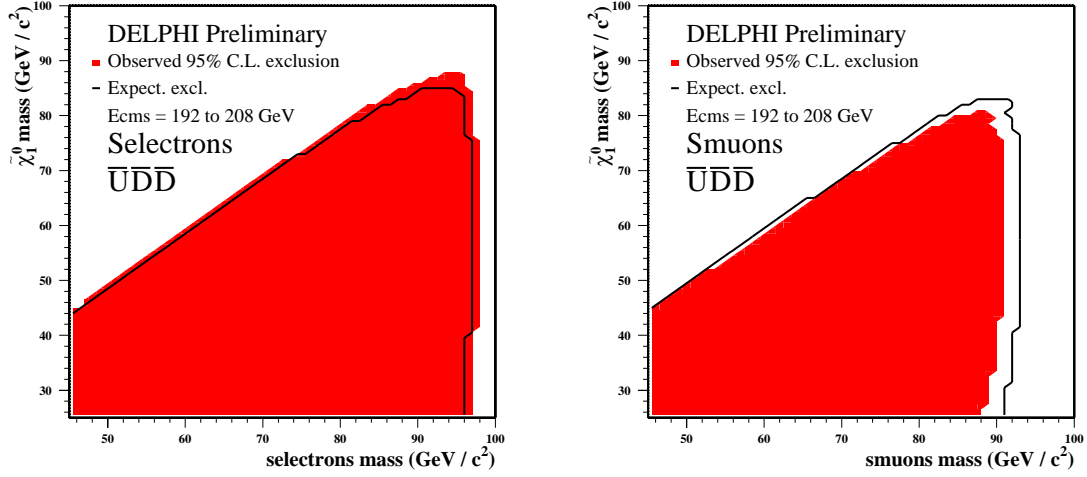 DELPHI Preliminary
Observed 95% C.L. exclusion
Expect. excl.
Ecms = 192 to 208 GeV
Selectrons
U̅D̅D̅
χ̃₁⁰ mass (GeV / c²)
100
90
80
70
60
50
40
30
50
60
70
80
90
100
selectrons mass (GeV / c²)
DELPHI Preliminary
Observed 95% C.L. exclusion
Expect. excl.
Ecms = 192 to 208 GeV
Smuons
U̅D̅D̅
χ̃₁⁰ mass (GeV / c²)
100
90
80
70
60
50
40
30
50
60
70
80
90
100
smuons mass (GeV / c²)